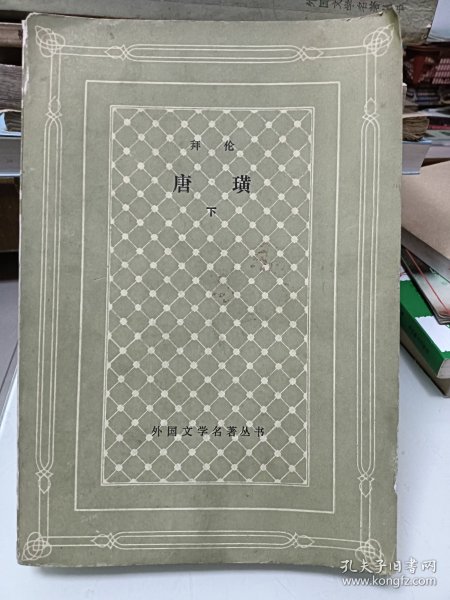 拜伦
唐璜
下
外国文学名著丛书
孔夫子旧书网
www.kongfz.com